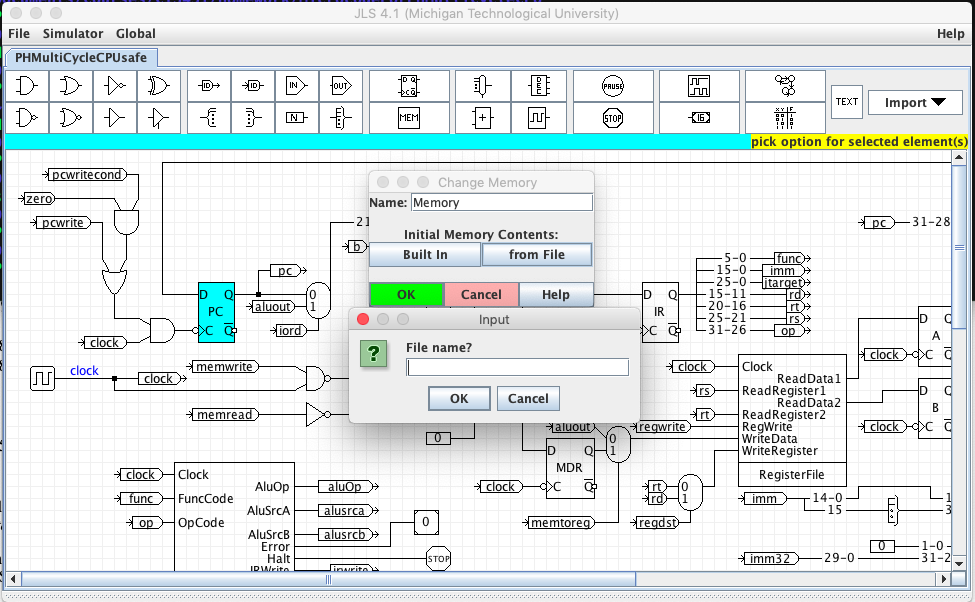 JLS 4.1 (Michigan Technological University)
File Simulator Global Help
PHMultiCycleCPUsafe
D Q
cQ
IN OUT
PAUSE
TEXT
Import
N
MEM
STOP
pick option for selected element(s)
Change Memory
Name: Memory
Initial Memory Contents:
Built In from File
OK Cancel Help
Input
File name?
OK Cancel
pcwritecond
zero
pcwrite
clock
D Q
PC
C Q
pc
aluout
0
1
iord
21
b
pc 31-28
5-0 func
15-0 imm
25-0 jtarget
15-11 rd
20-16 rt
25-21 rs
31-26 op
D Q
IR
C Q
clock
clock
memwrite
memread
0
clock Clock
rs ReadRegister1
rt ReadRegister2
regwrite RegWrite
WriteData
WriteRegister
ReadData1
ReadData2
RegisterFile
D Q
A
clock C Q
D Q
B
clock C Q
aluout
0
1
D Q
MDR
clock C Q
memtoreg
rt 0
rd 1
regdst
imm 14-0
15
0 1-0
imm32 29-0 31-2
clock Clock
func FuncCode
op OpCode
AluOp aluOp
AluSrcA alusrca
AluSrcB alusrcb
Error
Halt
IRWrite irwrite
0
STOP